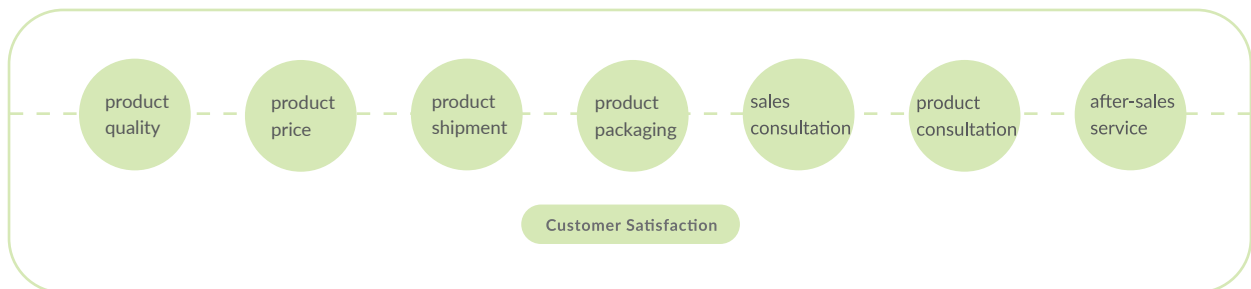 product
quality
product
price
product
shipment
product
packaging
sales
consultation
product
consultation
after-sales
service
Customer Satisfaction